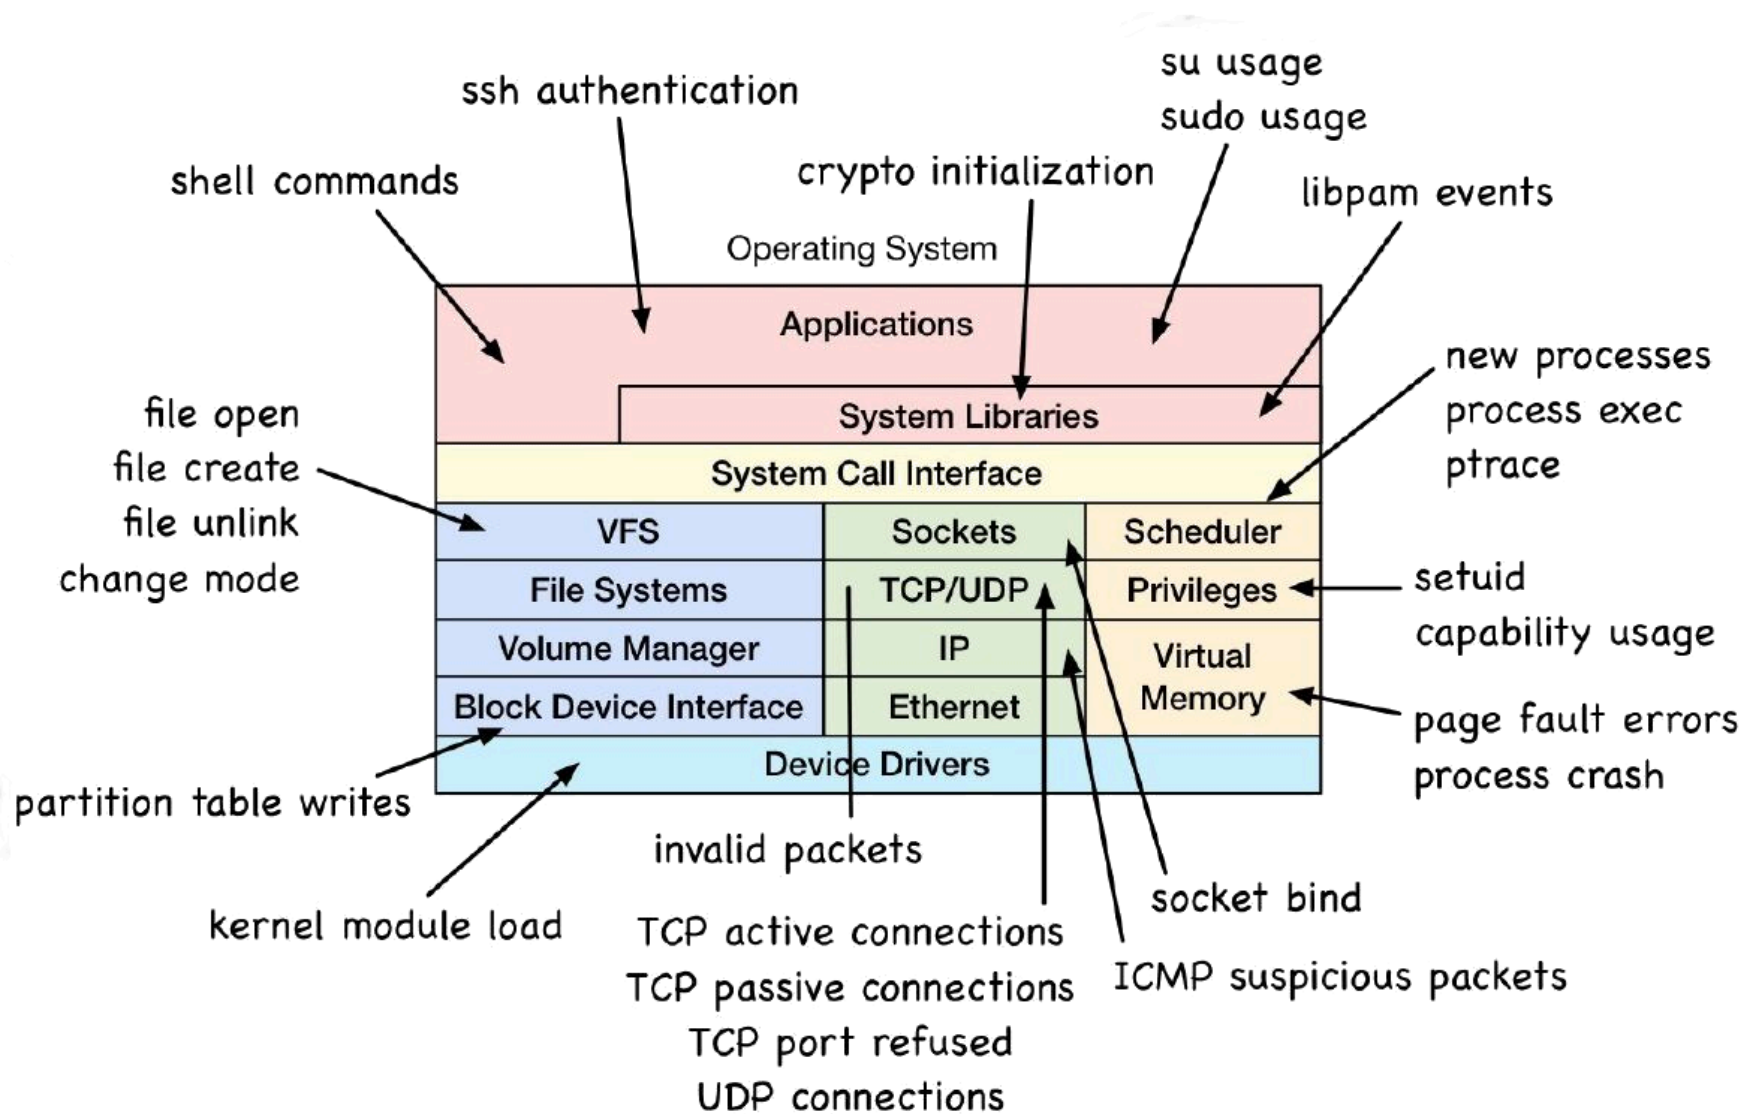 su usage
sudo usage
ssh authentication
crypto initialization
shell commands
libpam events
Operating System
Applications
System Libraries
System Call Interface
new processes
process exec
ptrace
file open
file create
file unlink
change mode
VFS
Sockets
Scheduler
File Systems
TCP/UDP
Privileges
setuid
capability usage
Volume Manager
IP
Virtual
Memory
Block Device Interface
Ethernet
page fault errors
process crash
Device Drivers
partition table writes
invalid packets
kernel module load
socket bind
TCP active connections
TCP passive connections
TCP port refused
UDP connections
ICMP suspicious packets